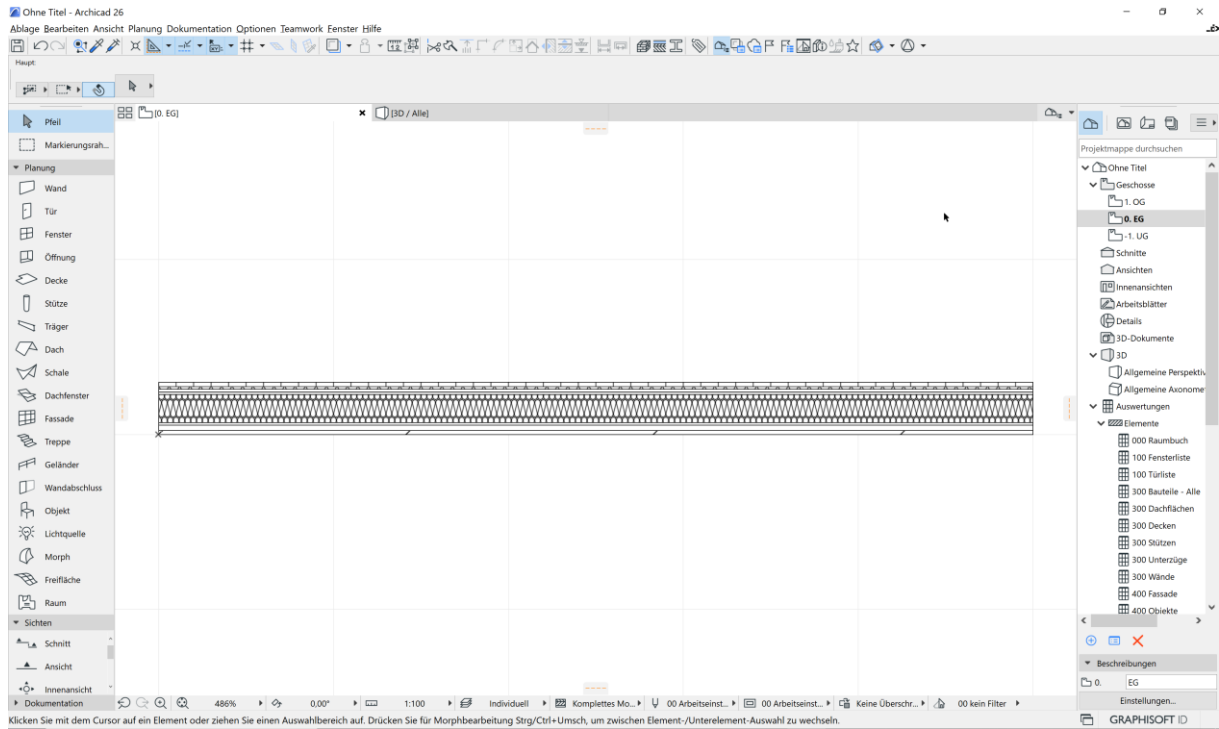 Ohne Titel - Archicad 26
Ablage Bearbeiten Ansicht Planung Dokumentation Optionen Teamwork Fenster Hilfe
Haupt:
[0. EG]
[3D / Alle]
Pfeil
Markierungsrah...
Planung
Wand
Tür
Fenster
Öffnung
Decke
Stütze
Träger
Dach
Schale
Dachfenster
Fassade
Treppe
Geländer
Wandabschluss
Objekt
Lichtquelle
Morph
Freifläche
Raum
Sichten
Schnitt
Ansicht
Innenansicht
Dokumentation
Projektmappe durchsuchen
Ohne Titel
Geschosse
1. OG
0. EG
-1. UG
Schnitte
Ansichten
Innenansichten
Arbeitsblätter
Details
3D-Dokumente
3D
Allgemeine Perspektiv
Allgemeine Axonome
Auswertungen
Elemente
000 Raumbuch
100 Fensterliste
100 Türliste
300 Bauteile - Alle
300 Dachflächen
300 Decken
300 Stützen
300 Unterzüge
300 Wände
400 Fassade
400 Objekte
Beschreibungen
0. EG
Einstellungen...
486% 0,00° 1:100 Individuell Komplettes Mo... 00 Arbeitseinst... 00 Arbeitseinst... Keine Überschr... 00 kein Filter
Klicken Sie mit dem Cursor auf ein Element oder ziehen Sie einen Auswahlbereich auf. Drücken Sie für Morphbearbeitung Strg/Ctrl+Umsch, um zwischen Element-/Unterelement-Auswahl zu wechseln.
GRAPHISOFT ID